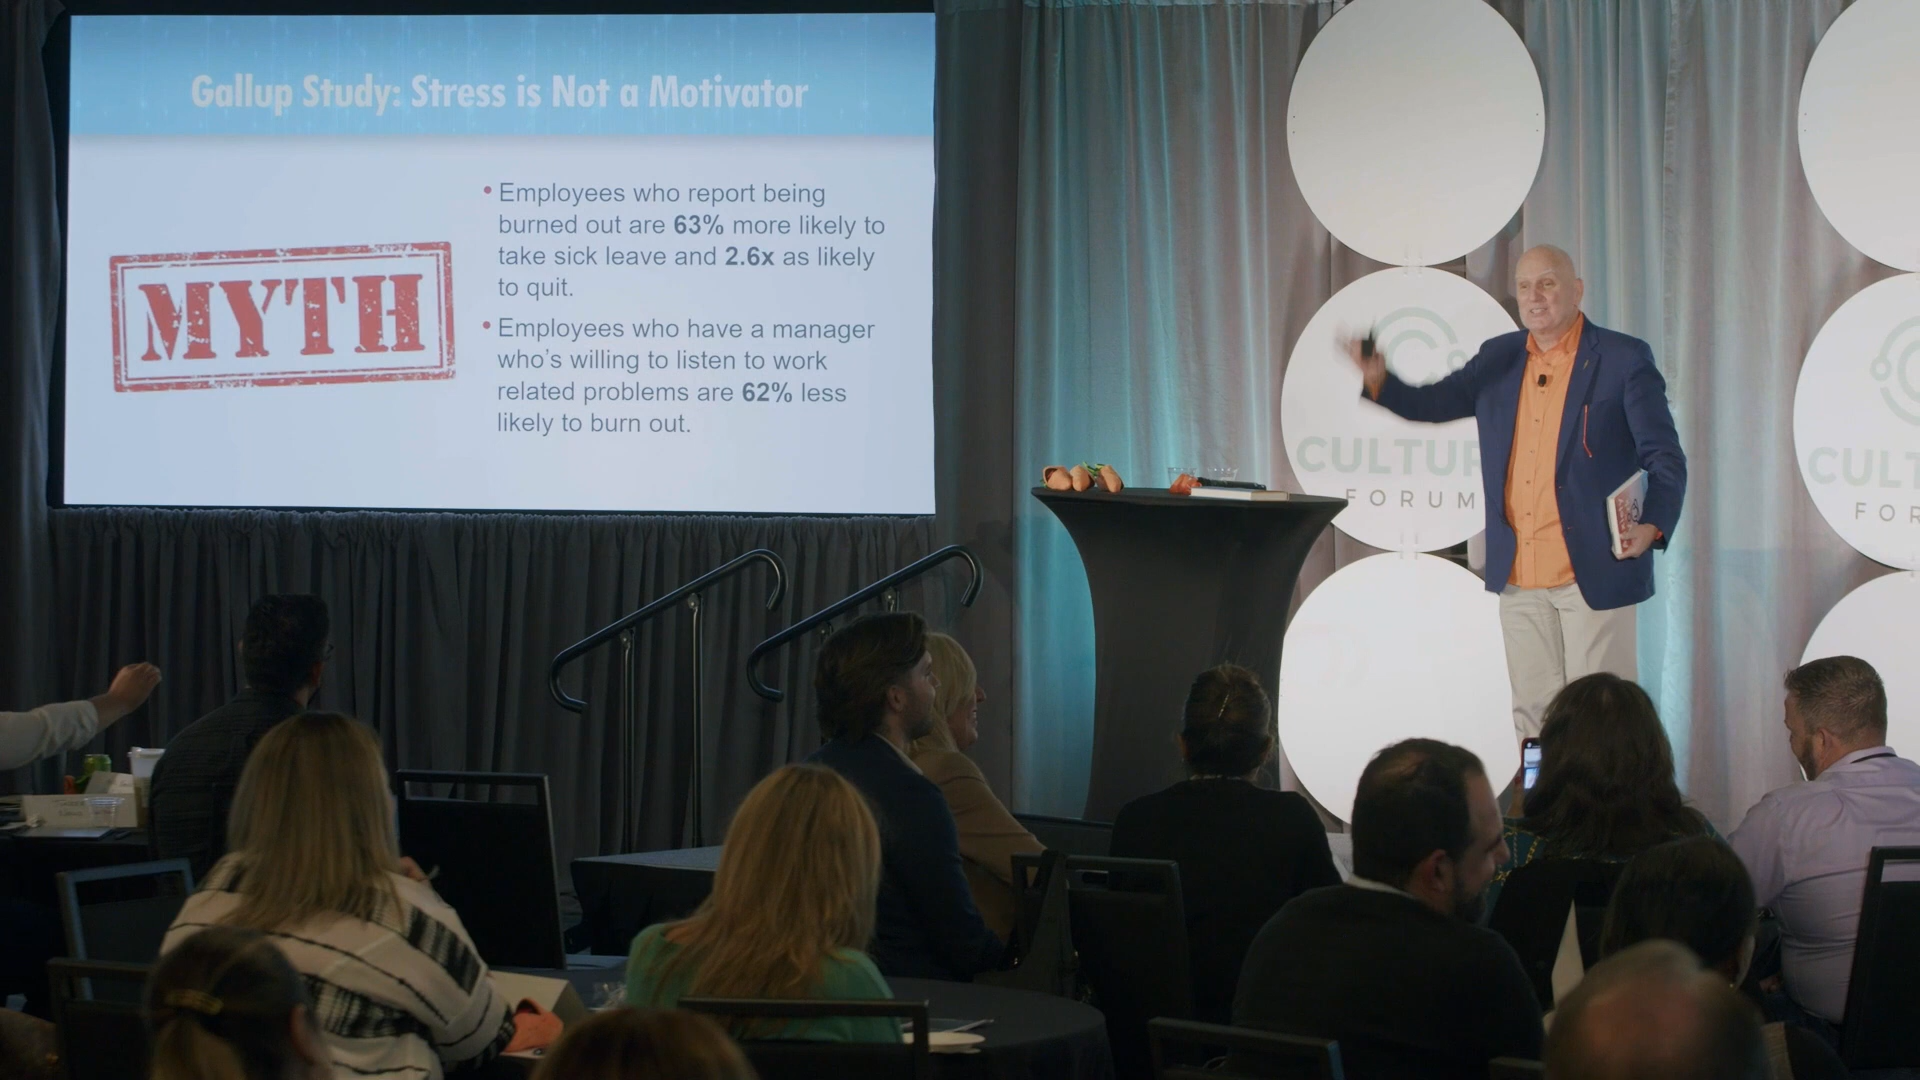 Gallup Study: Stress is Not a Motivator
MYTH
• Employees who report being
burned out are 63% more likely to
take sick leave and 2.6x as likely
to quit.
• Employees who have a manager
who's willing to listen to work
related problems are 62% less
likely to burn out.
CULTUR
FORUM
CULT
FOR